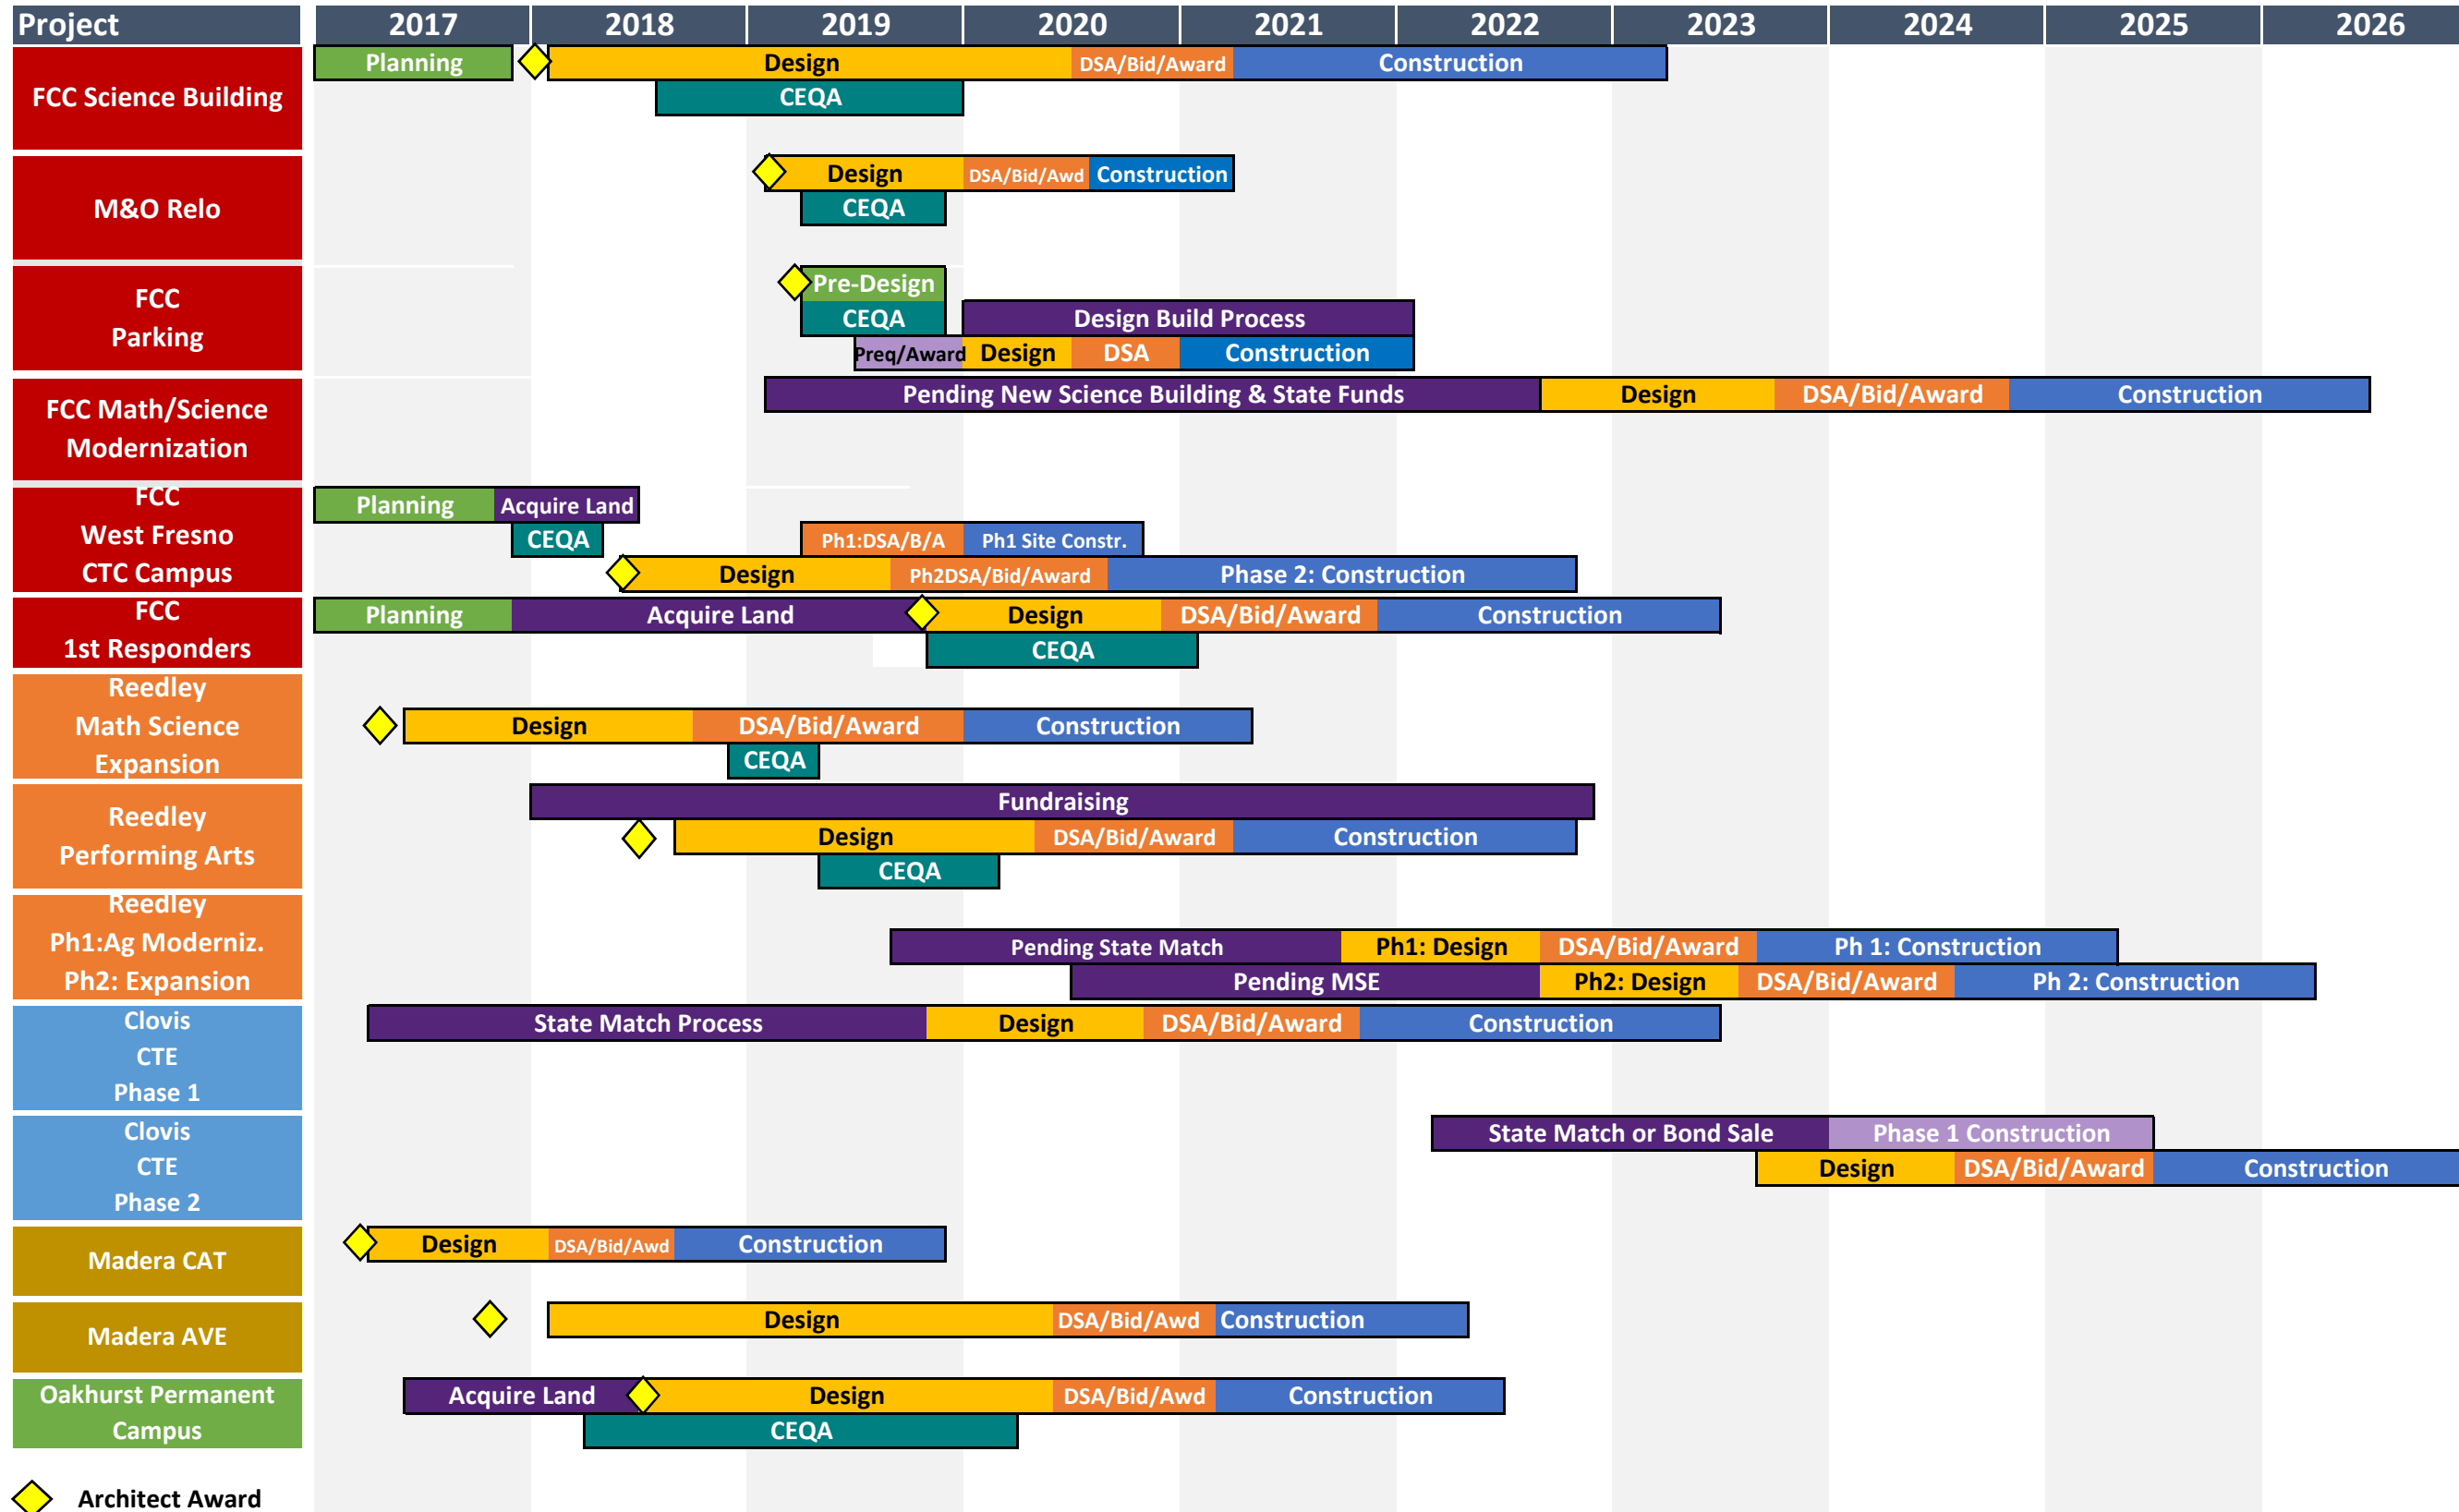 Project 2017 2018 2019 2020 2021 2022 2023 2024 2025 2026
FCC Science Building
Planning Design DSA/Bid/Award Construction
CEQA
M&O Relo
Design DSA/Bid/Awd Construction
CEQA
FCC
Parking
Pre-Design
CEQA Design Build Process
Preq/Award Design DSA Construction
FCC Math/Science
Modernization
Pending New Science Building & State Funds Design DSA/Bid/Award Construction
FCC
West Fresno
CTC Campus
Planning Acquire Land
CEQA Ph1:DSA/B/A Ph1 Site Constr.
Design Ph2DSA/Bid/Award Phase 2: Construction
FCC
1st Responders
Planning Acquire Land Design DSA/Bid/Award Construction
CEQA
Reedley
Math Science
Expansion
Design DSA/Bid/Award Construction
CEQA
Reedley
Performing Arts
Fundraising
Design DSA/Bid/Award Construction
CEQA
Reedley
Ph1:Ag Moderniz.
Ph2: Expansion
Pending State Match Ph1: Design DSA/Bid/Award Ph 1: Construction
Pending MSE Ph2: Design DSA/Bid/Award Ph 2: Construction
Clovis
CTE
Phase 1
State Match Process Design DSA/Bid/Award Construction
Clovis
CTE
Phase 2
State Match or Bond Sale Phase 1 Construction
Design DSA/Bid/Award Construction
Madera CAT
Design DSA/Bid/Awd Construction
Madera AVE
Design DSA/Bid/Awd Construction
Oakhurst Permanent
Campus
Acquire Land Design DSA/Bid/Awd Construction
CEQA
Architect Award